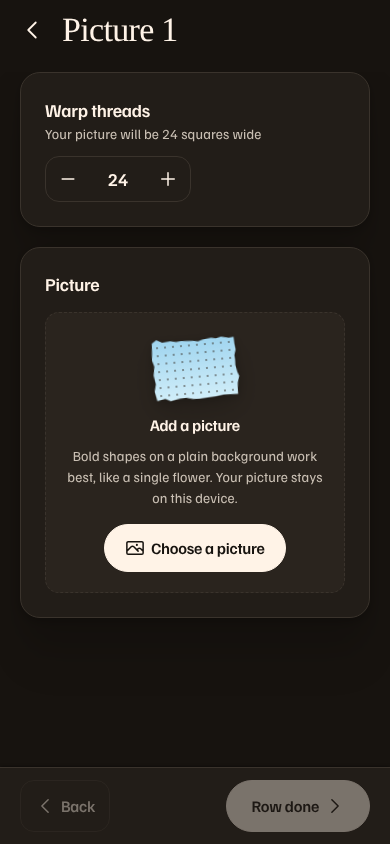 Picture 1
Warp threads
Your picture will be 24 squares wide
24
Picture
Add a picture
Bold shapes on a plain background work
best, like a single flower. Your picture stays
on this device.
Choose a picture
Back
Row done